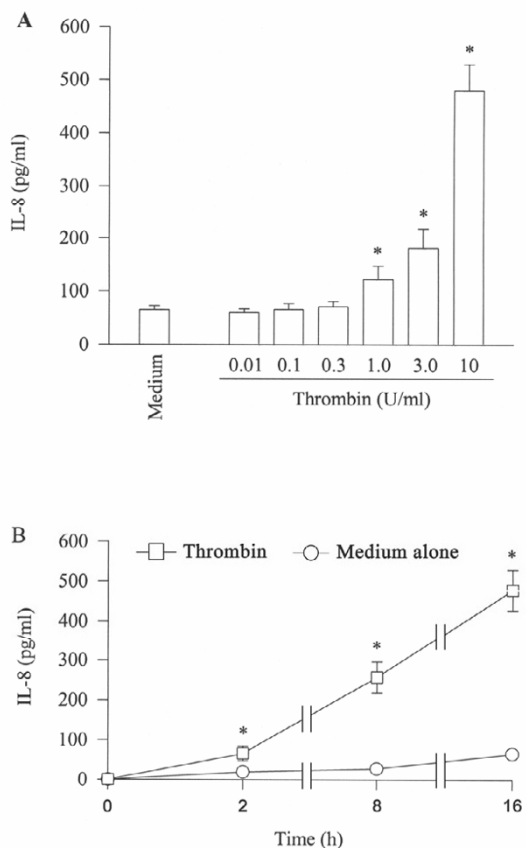 A
600
500
400
300
200
100
0
IL-8 (pg/ml)
*
*
*
Medium
0.01 0.1 0.3 1.0 3.0 10
Thrombin (U/ml)
B
600
500
400
300
200
100
0
IL-8 (pg/ml)
Thrombin Medium alone
*
*
*
0 2 8 16
Time (h)